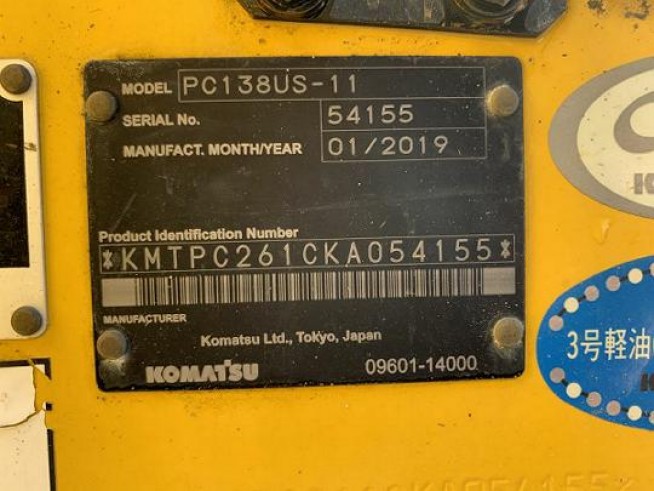 MODEL PC138US-11
SERIAL No. 54155
MANUFACT. MONTH/YEAR 01/2019
Product Identification Number
*KMTPC261CKA054155*
MANUFACTURER
Komatsu Ltd., Tokyo, Japan
KOMATSU 09601-14000
3号軽油